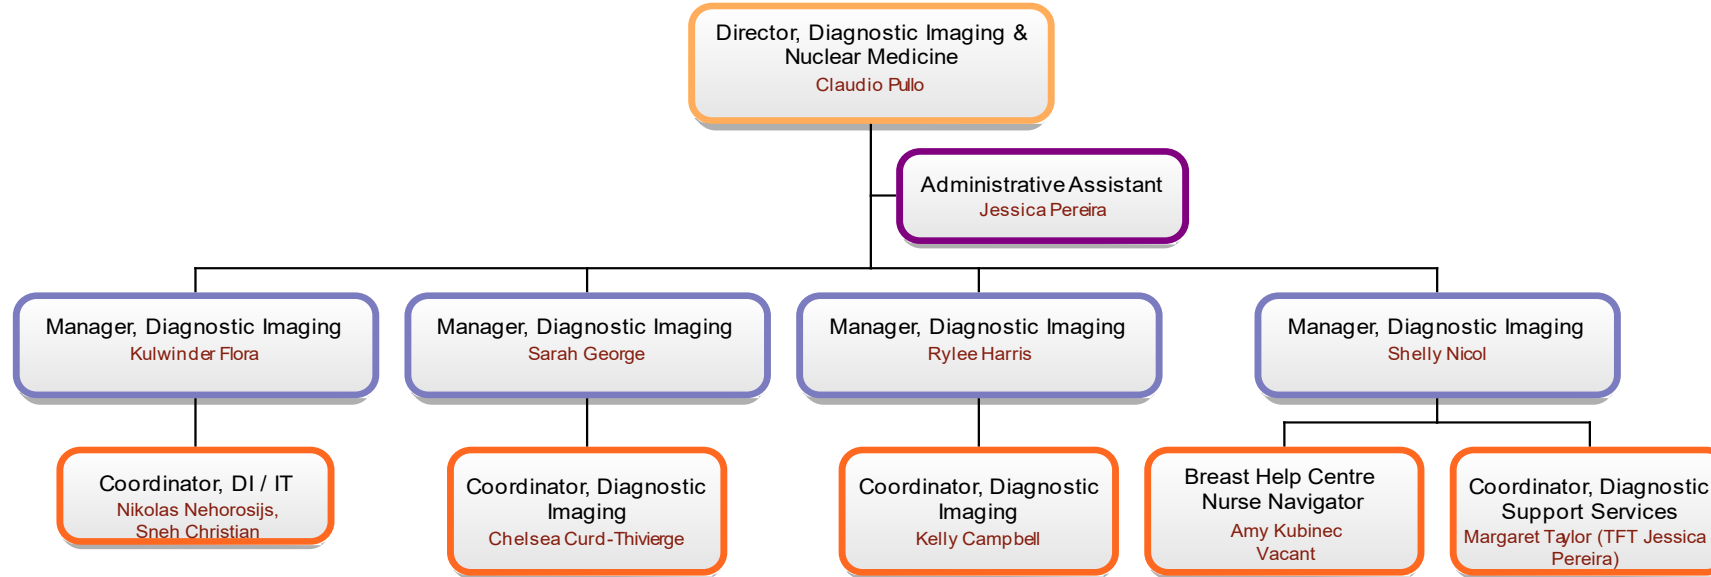 Director, Diagnostic Imaging &
Nuclear Medicine
Claudio Pullo
Administrative Assistant
Jessica Pereira
Manager, Diagnostic Imaging
Kulwinder Flora
Manager, Diagnostic Imaging
Sarah George
Manager, Diagnostic Imaging
Rylee Harris
Manager, Diagnostic Imaging
Shelly Nicol
Coordinator, DI / IT
Nikolas Nehorosijs,
Sneh Christian
Coordinator, Diagnostic
Imaging
Chelsea Curd-Thivierge
Coordinator, Diagnostic
Imaging
Kelly Campbell
Breast Help Centre
Nurse Navigator
Amy Kubinec
Vacant
Coordinator, Diagnostic
Support Services
Margaret Taylor (TFT Jessica
Pereira)